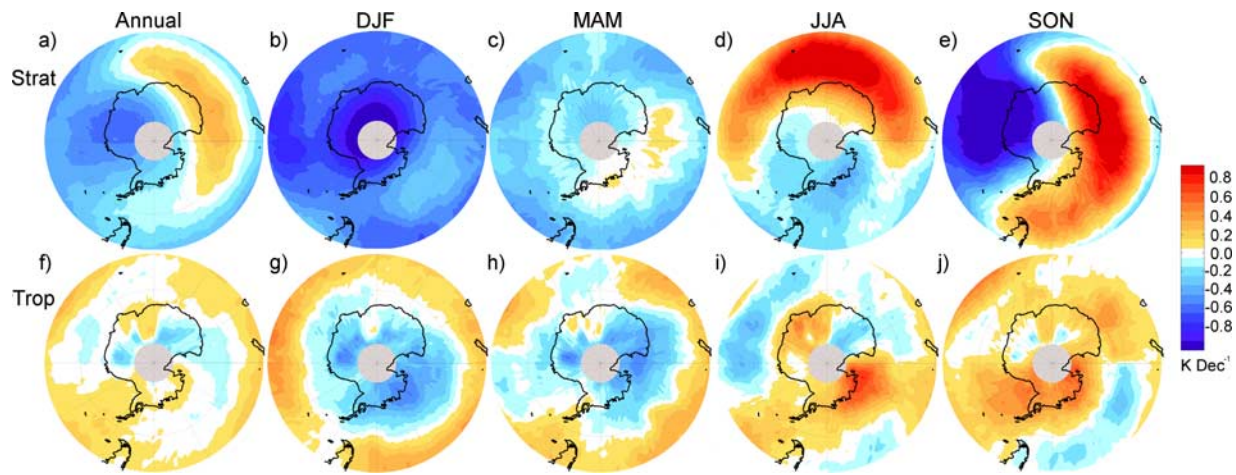 Annual DJF MAM JJA SON
a) b) c) d) e)
Strat
f) g) h) i) j)
Trop
0.8
0.6
0.4
0.2
0.0
-0.2
-0.4
-0.6
-0.8
K Dec⁻¹